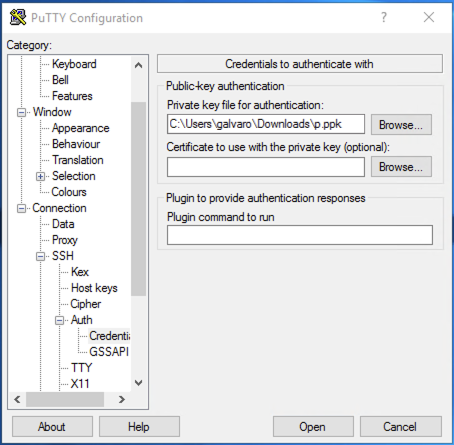 PuTTY Configuration
Category:
Keyboard
Bell
Features
Window
Appearance
Behaviour
Translation
Selection
Colours
Connection
Data
Proxy
SSH
Kex
Host keys
Cipher
Auth
Credenti
GSSAPI
TTY
X11
Credentials to authenticate with
Public-key authentication
Private key file for authentication:
C:\Users\galvaro\Downloads\p.ppk Browse...
Certificate to use with the private key (optional):
Browse...
Plugin to provide authentication responses
Plugin command to run
About Help Open Cancel